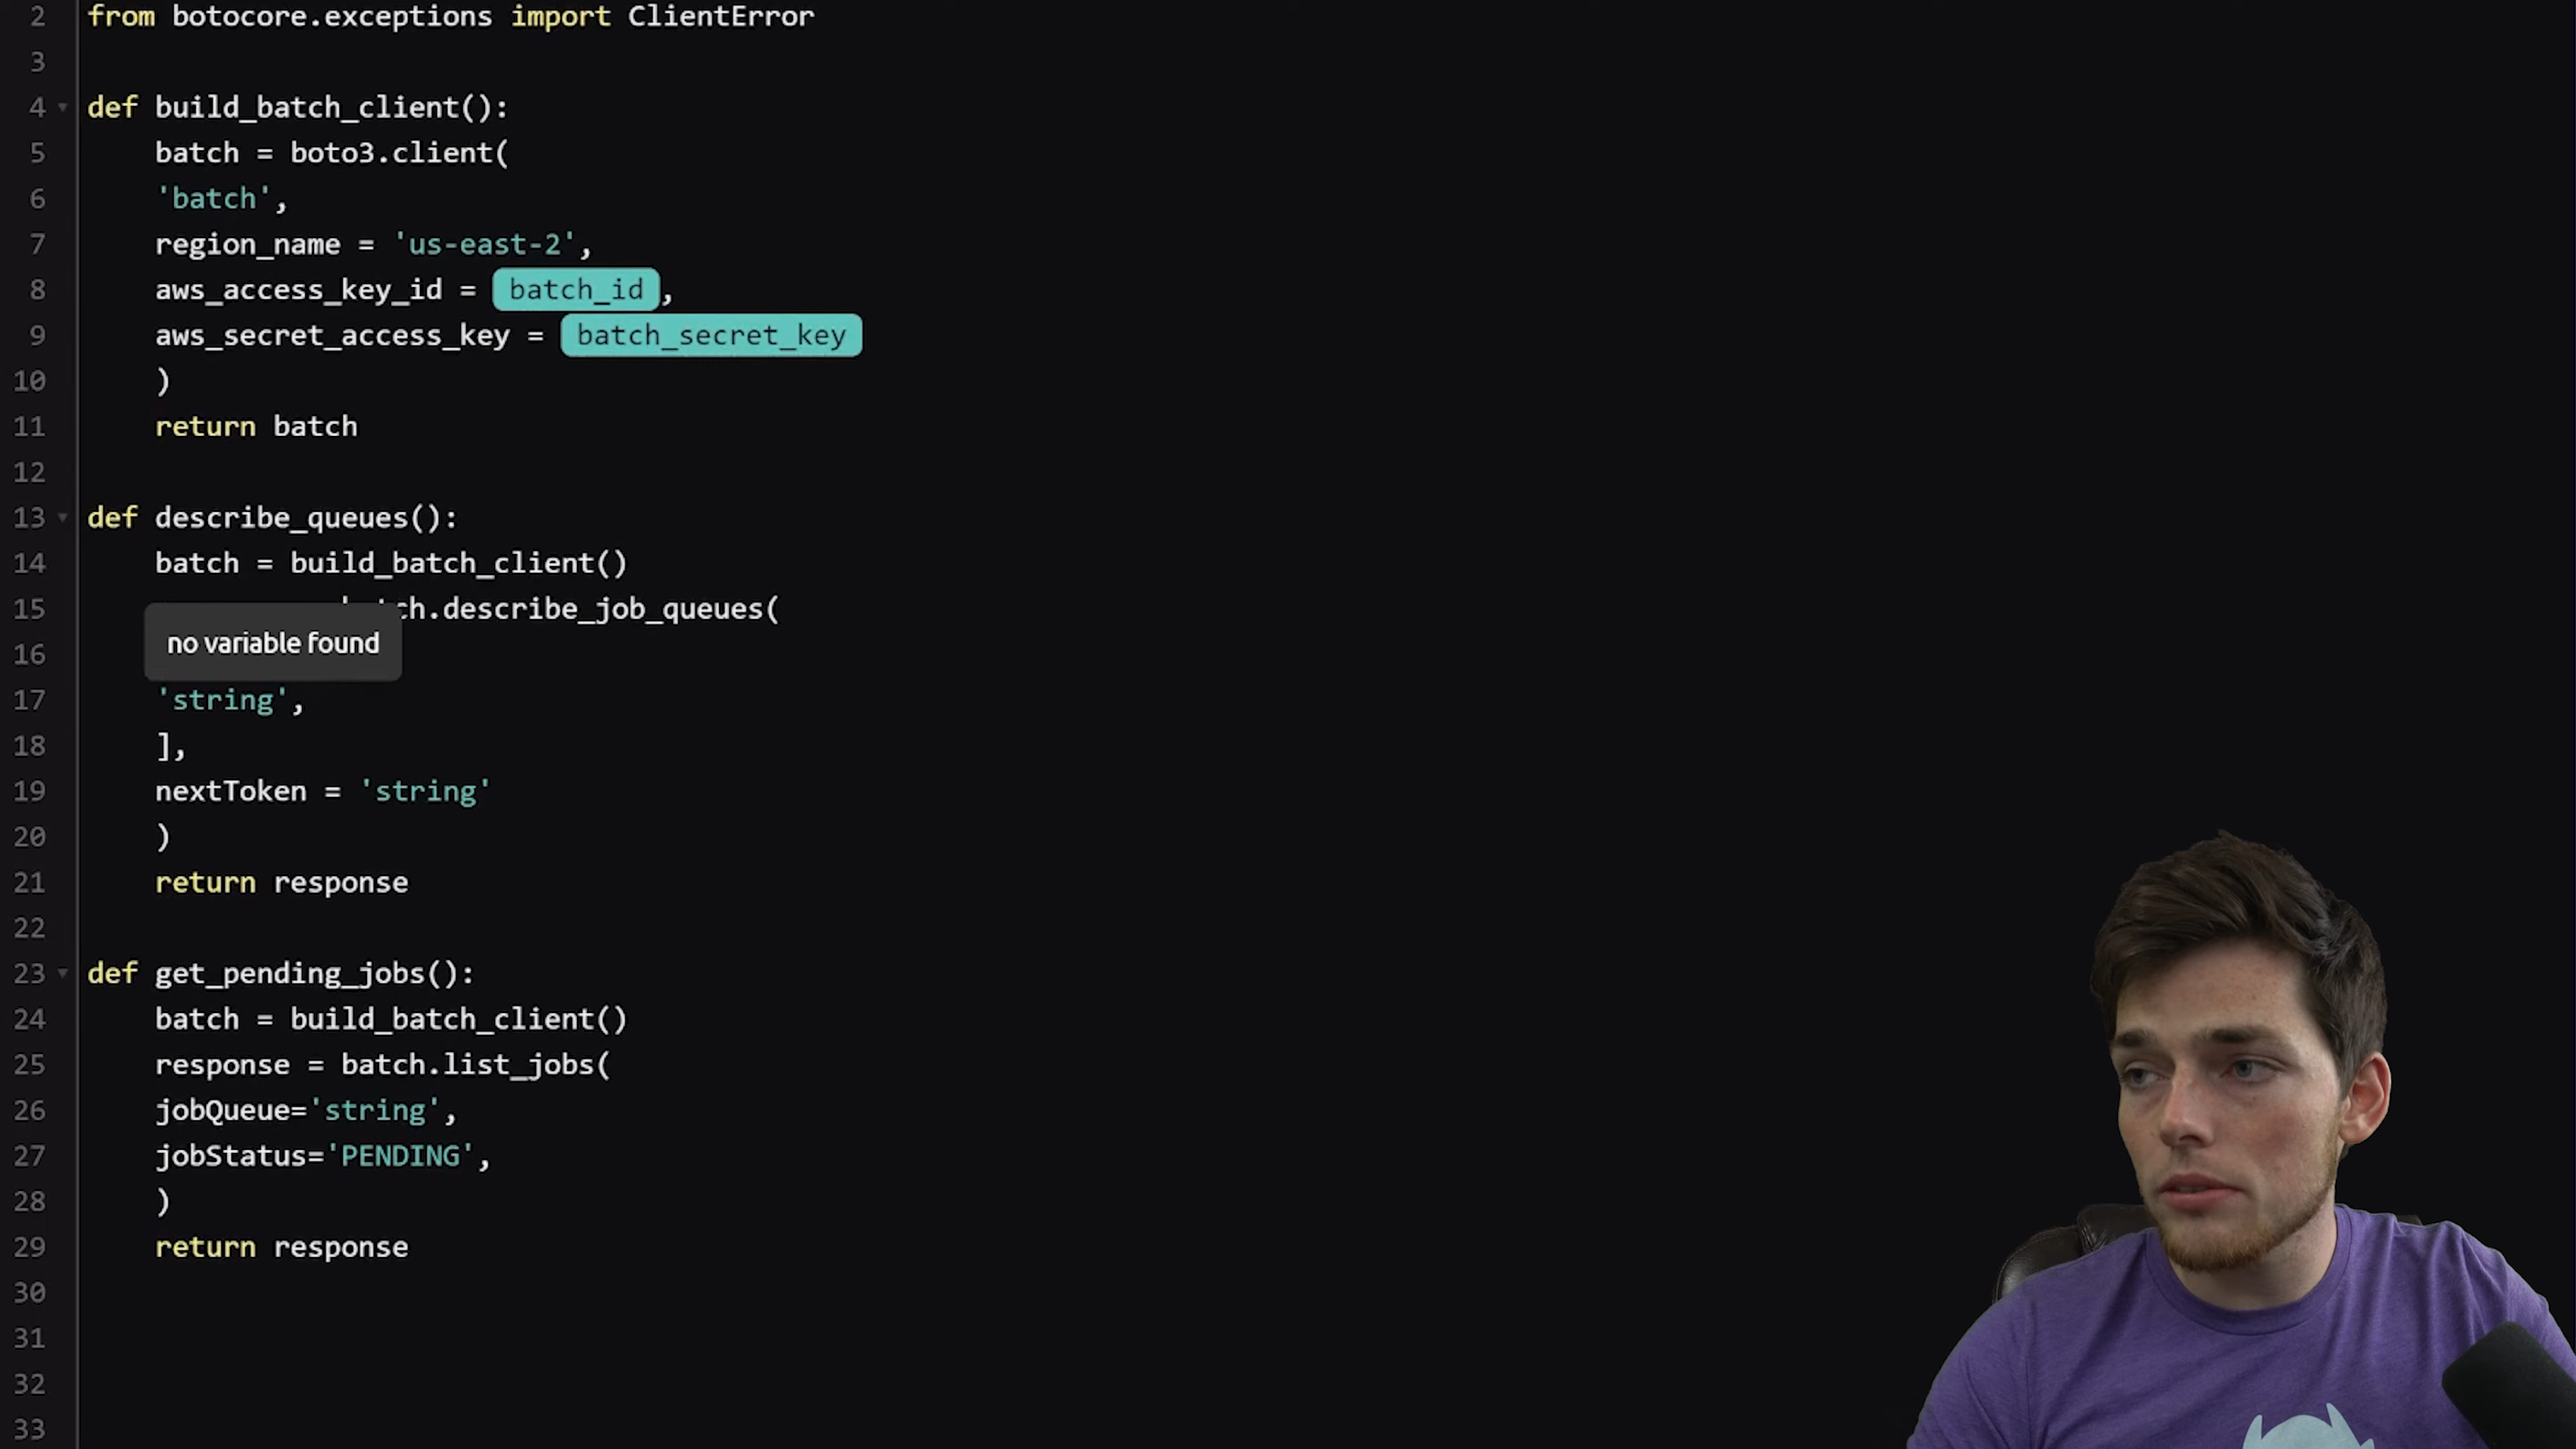 2 from botocore.exceptions import ClientError
3
4 def build_batch_client():
5 batch = boto3.client(
6 'batch',
7 region_name = 'us-east-2',
8 aws_access_key_id = batch_id ,
9 aws_secret_access_key = batch_secret_key
10 )
11 return batch
12
13 def describe_queues():
14 batch = build_batch_client()
15 batch.describe_job_queues(
no variable found
16
17 'string',
18 ],
19 nextToken = 'string'
20 )
21 return response
22
23 def get_pending_jobs():
24 batch = build_batch_client()
25 response = batch.list_jobs(
26 jobQueue='string',
27 jobStatus='PENDING',
28 )
29 return response
30
31
32
33